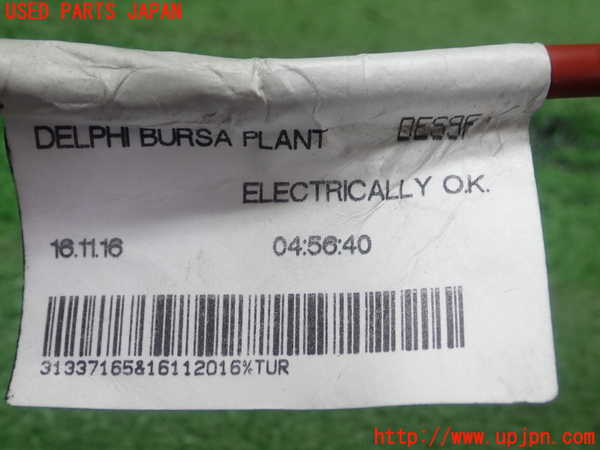 USED PARTS JAPAN
DELPHI BURSA PLANT
ELECTRICALLY O.K.
16.11.16 04:56:40
31337165&16112016%TUR
http://www.upjpn.com